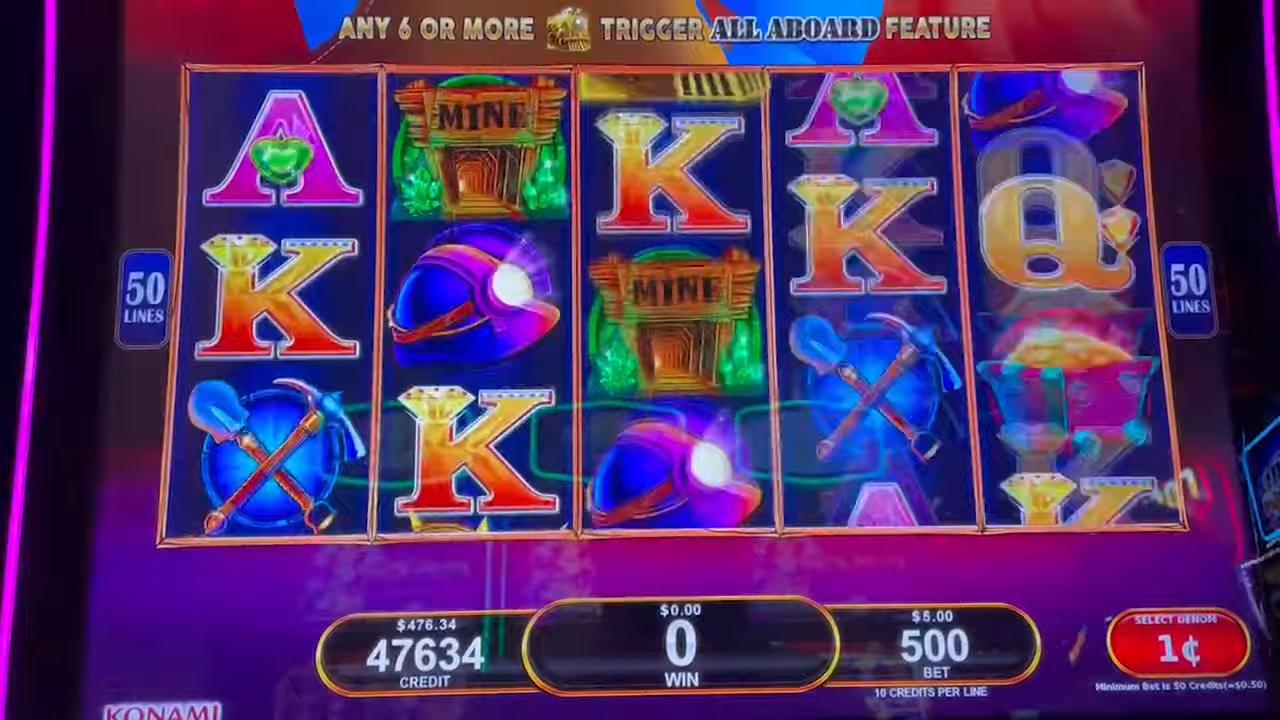 ANY 6 OR MORE TRIGGER ALL ABOARD FEATURE
A MINE K A
K Q
50 LINES
K MINE
50 LINES
K
A K
$476.34
47634
CREDIT
$0.00
0
WIN
$5.00
500
BET
10 CREDITS PER LINE
SELECT DENOM
1¢
Minimum Bet is 50 Credits(=$0.50)
KONAMI